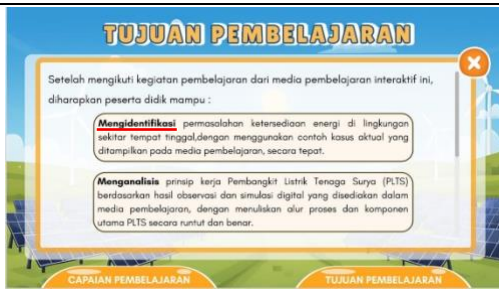 TUJUAN PEMBELAJARAN
Setelah mengikuti kegiatan pembelajaran dari media pembelajaran interaktif ini,
diharapkan peserta didik mampu :
Mengidentifikasi permasalahan ketersediaan energi di lingkungan
sekitar tempat tinggal,dengan menggunakan contoh kasus aktual yang
ditampilkan pada media pembelajaran, secara tepat.
Menganalisis prinsip kerja Pembangkit Listrik Tenaga Surya (PLTS)
berdasarkan hasil observasi dan simulasi digital yang disediakan dalam
media pembelajaran, dengan menuliskan alur proses dan komponen
utama PLTS secara runtut dan benar.
CAPAIAN PEMBELAJARAN
TUJUAN PEMBELAJARAN